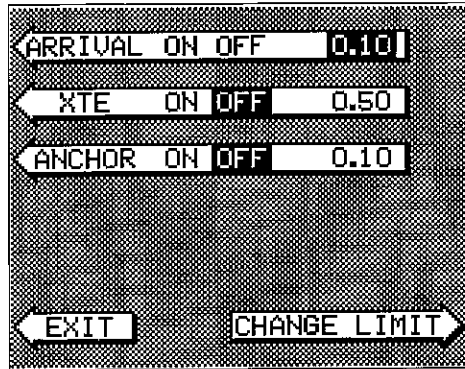 ARRIVAL ON OFF 0.10
XTE ON OFF 0.50
ANCHOR ON OFF 0.10
EXIT CHANGE LIMIT